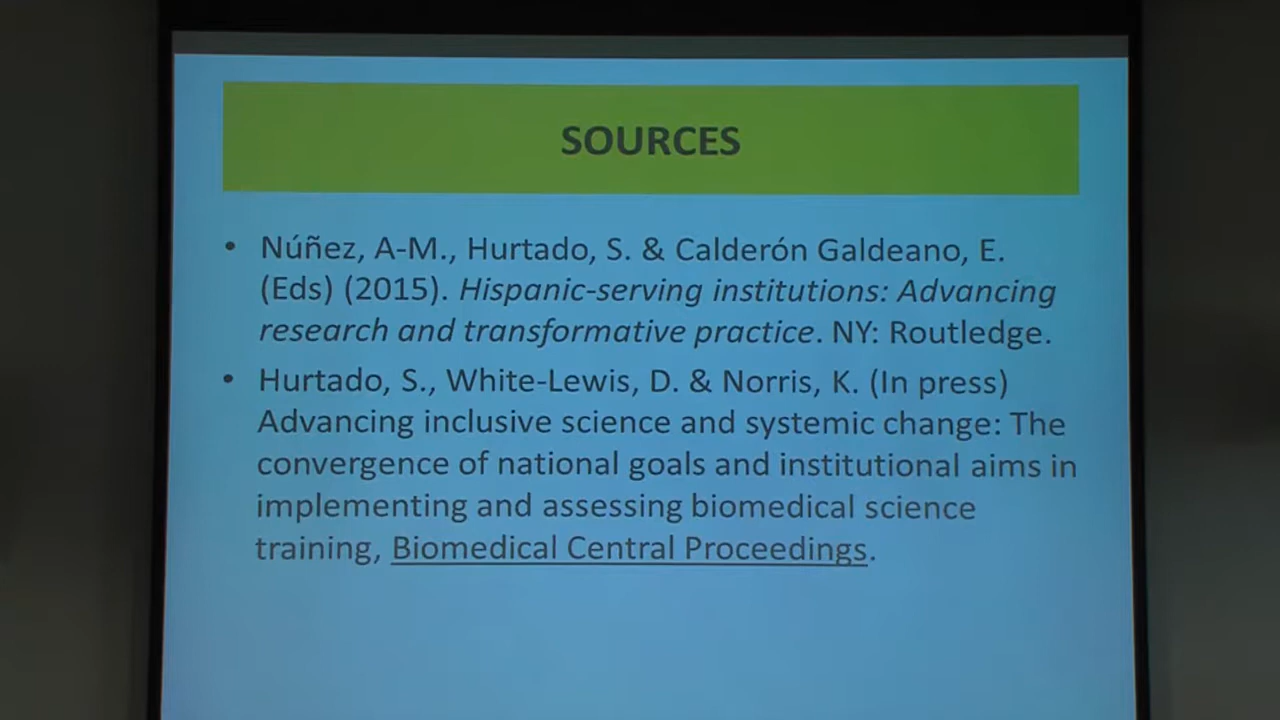 SOURCES
• Núñez, A-M., Hurtado, S. & Calderón Galdeano, E.
(Eds) (2015). Hispanic-serving institutions: Advancing
research and transformative practice. NY: Routledge.
• Hurtado, S., White-Lewis, D. & Norris, K. (In press)
Advancing inclusive science and systemic change: The
convergence of national goals and institutional aims in
implementing and assessing biomedical science
training, Biomedical Central Proceedings.